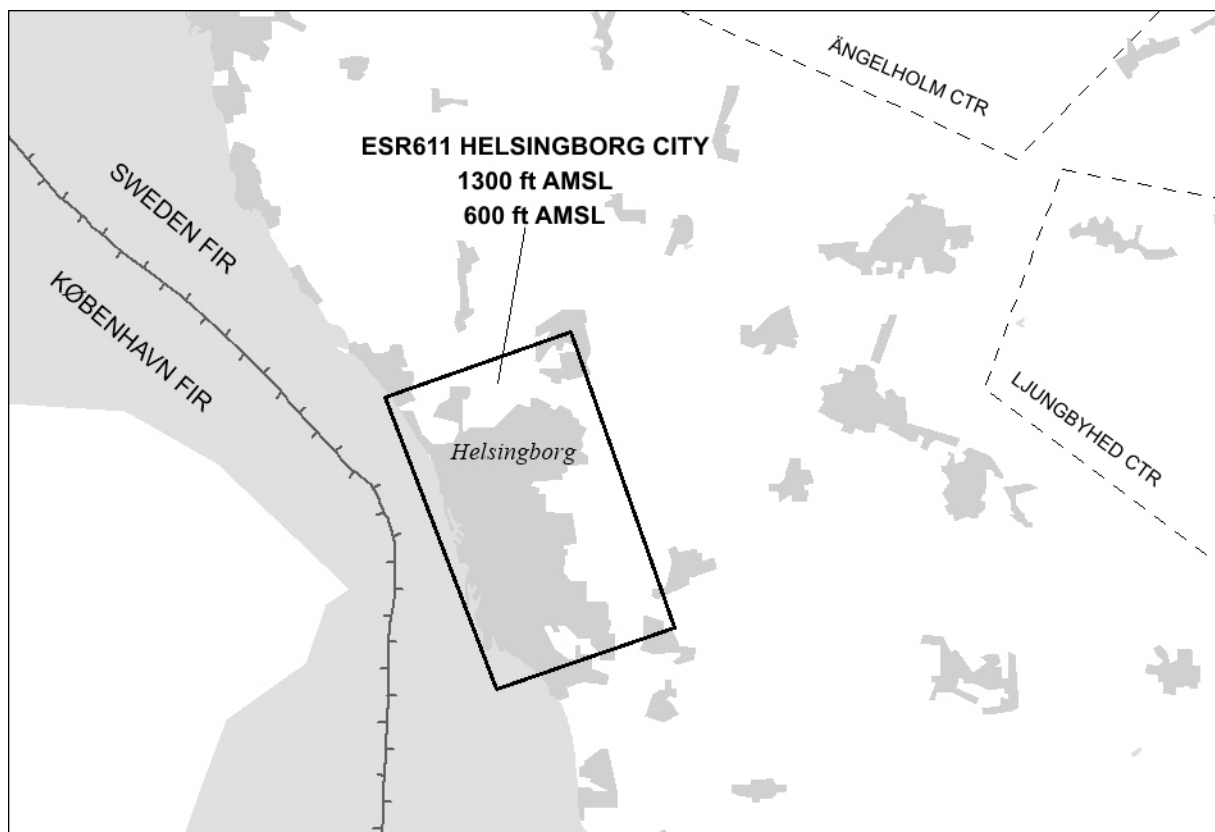 ÄNGELHOLM CTR
ESR611 HELSINGBORG CITY
1300 ft AMSL
600 ft AMSL
SWEDEN FIR
KØBENHAVN FIR
LJUNGBYHED CTR
Helsingborg